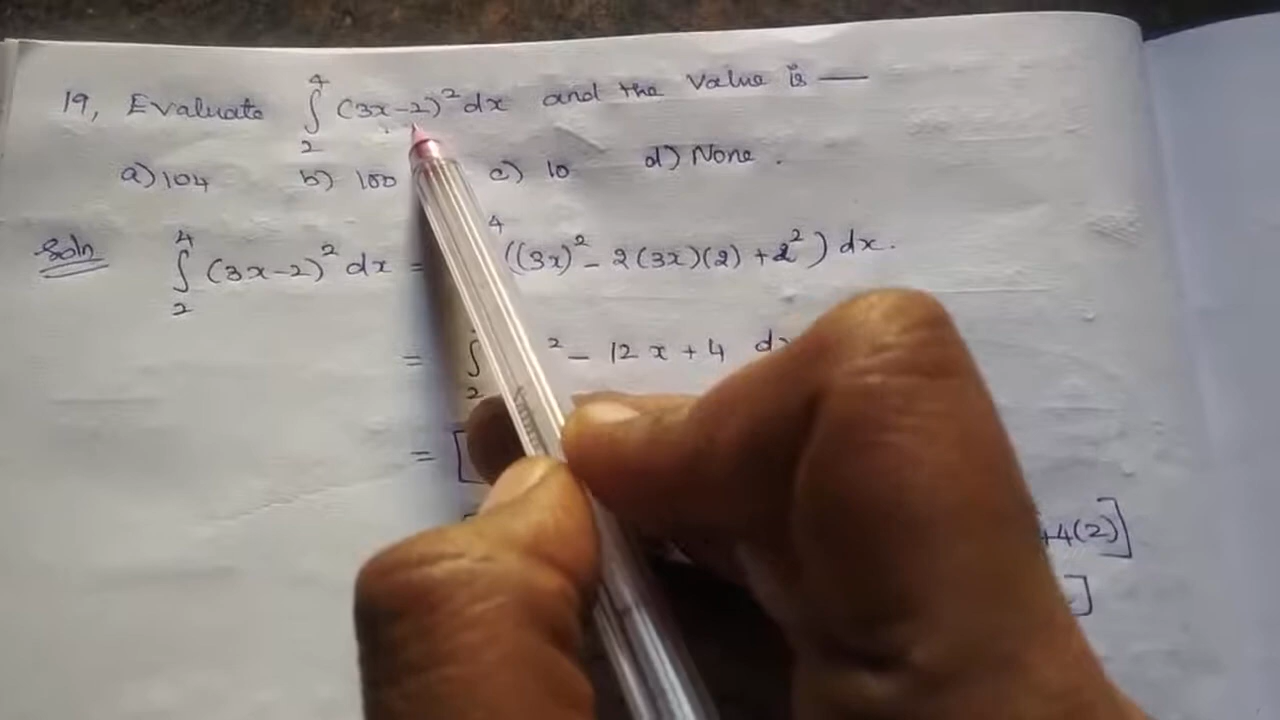 19, Evaluate ∫₂⁴ (3x-2)² dx and the value is —
a) 104 b) 100 c) 10 d) None .
Soln ∫₂⁴ (3x-2)² dx = ⁴ ((3x)² - 2(3x)(2) + 2²) dx.
= ∫₂ ² - 12x + 4 d
= [
+4(2)]
]